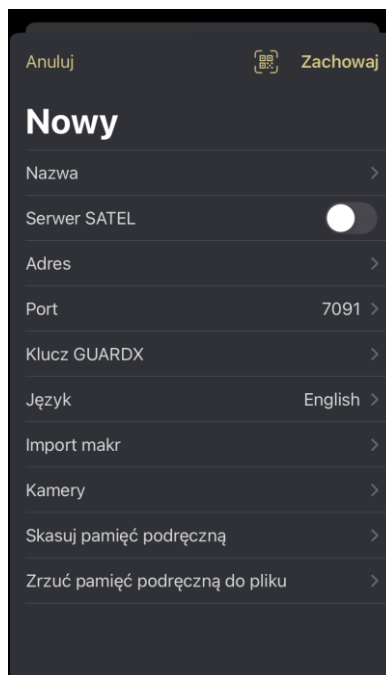 Anuluj Zachowaj
Nowy
Nazwa
Serwer SATEL
Adres
Port 7091
Klucz GUARDX
Język English
Import makr
Kamery
Skasuj pamięć podręczną
Zrzuć pamięć podręczną do pliku